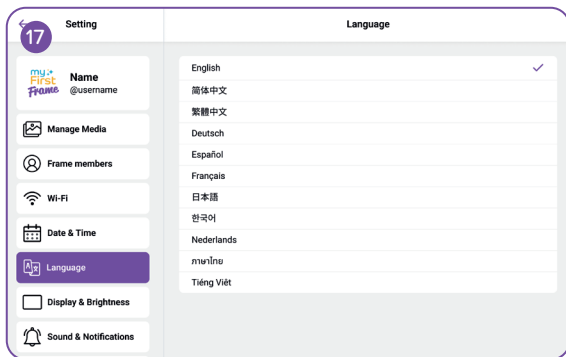 17
Setting
my
First
Frame
Name
@username
Manage Media
Frame members
Wi-Fi
Date & Time
Language
Display & Brightness
Sound & Notifications
Language
English
简体中文
繁體中文
Deutsch
Español
Français
日本語
한국어
Nederlands
ภาษาไทย
Tiéng Viêt